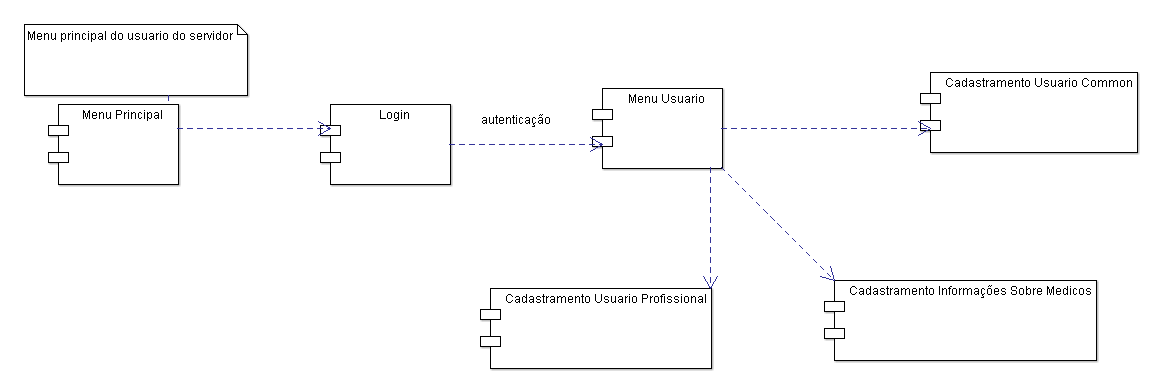 Menu principal do usuario do servidor
Menu Principal
Login
autenticação
Menu Usuario
Cadastramento Usuario Common
Cadastramento Usuario Profissional
Cadastramento Informações Sobre Medicos